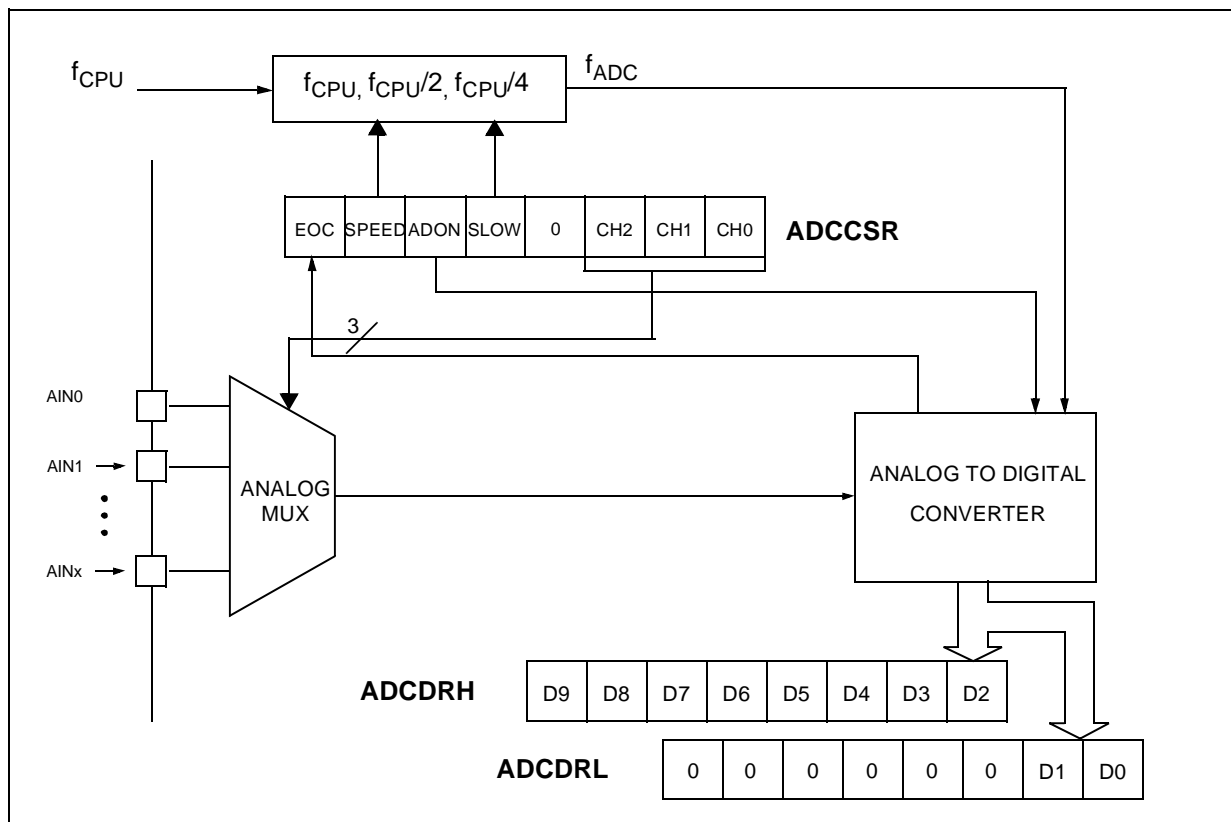 fCPU
fCPU, fCPU/2, fCPU/4
fADC
EOC SPEED ADON SLOW 0 CH2 CH1 CH0 ADCCSR
3
AIN0
AIN1
AINx
ANALOG
MUX
ANALOG TO DIGITAL
CONVERTER
ADCDRH D9 D8 D7 D6 D5 D4 D3 D2
ADCDRL 0 0 0 0 0 0 D1 D0